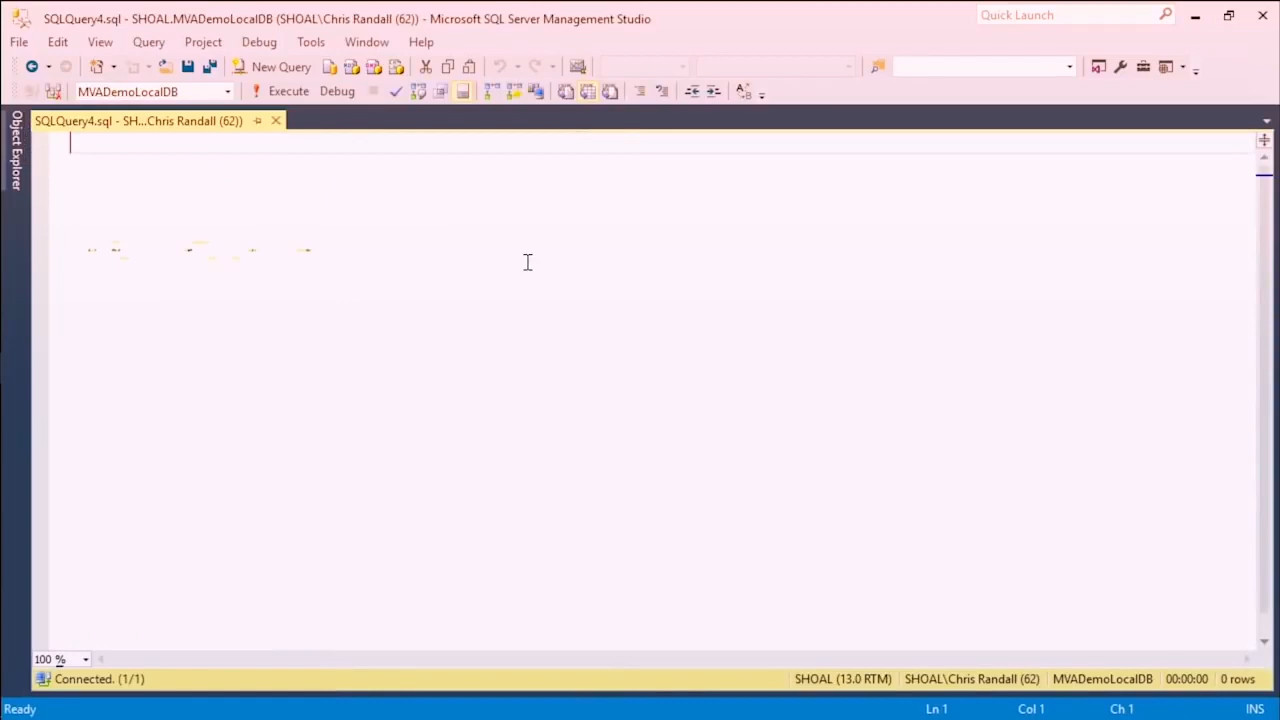 SQLQuery4.sql - SHOAL.MVADemoLocalDB (SHOAL\Chris Randall (62)) - Microsoft SQL Server Management Studio
Quick Launch
File Edit View Query Project Debug Tools Window Help
New Query
MVADemoLocalDB Execute Debug
SQLQuery4.sql - SH...Chris Randall (62))
Object Explorer
100 %
Connected. (1/1) SHOAL (13.0 RTM) SHOAL\Chris Randall (62) MVADemoLocalDB 00:00:00 0 rows
Ready Ln 1 Col 1 Ch 1 INS